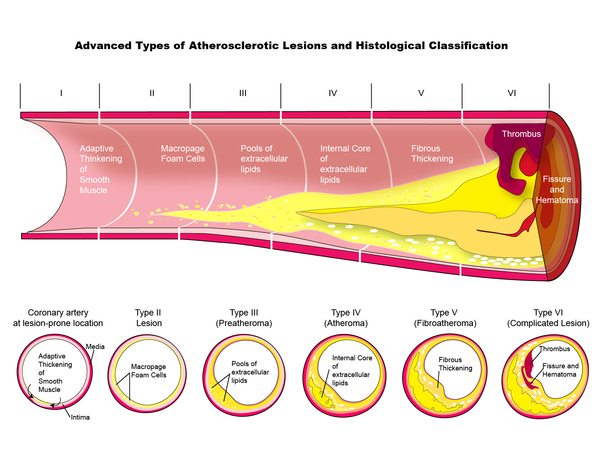 Advanced Types of Atherosclerotic Lesions and Histological Classification
I
II
III
IV
V
VI
Adaptive
Thinkening
of
Smooth
Muscle
Macropage
Foam Cells
Pools of
extracellular
lipids
Internal Core
of
extracellular
lipids
Fibrous
Thickening
Thrombus
Fissure
and
Hematoma
Coronary artery
at lesion-prone location
Type II
Lesion
Type III
(Preatheroma)
Type IV
(Atheroma)
Type V
(Fibroatheroma)
Type VI
(Complicated Lesion)
Adaptive
Thickening
of
Smooth
Muscle
Media
Intima
Macropage
Foam Cells
Pools of
extracellular
lipids
Internal Core
of
extracellular
lipids
Fibrous
Thickening
Thrombus
Fissure and
Hematoma